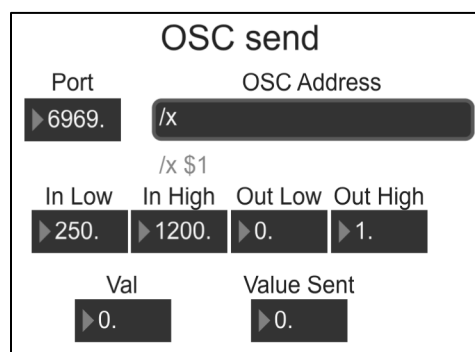 OSC send
Port OSC Address
6969. /x
/x $1
In Low In High Out Low Out High
250. 1200. 0. 1.
Val Value Sent
0. 0.